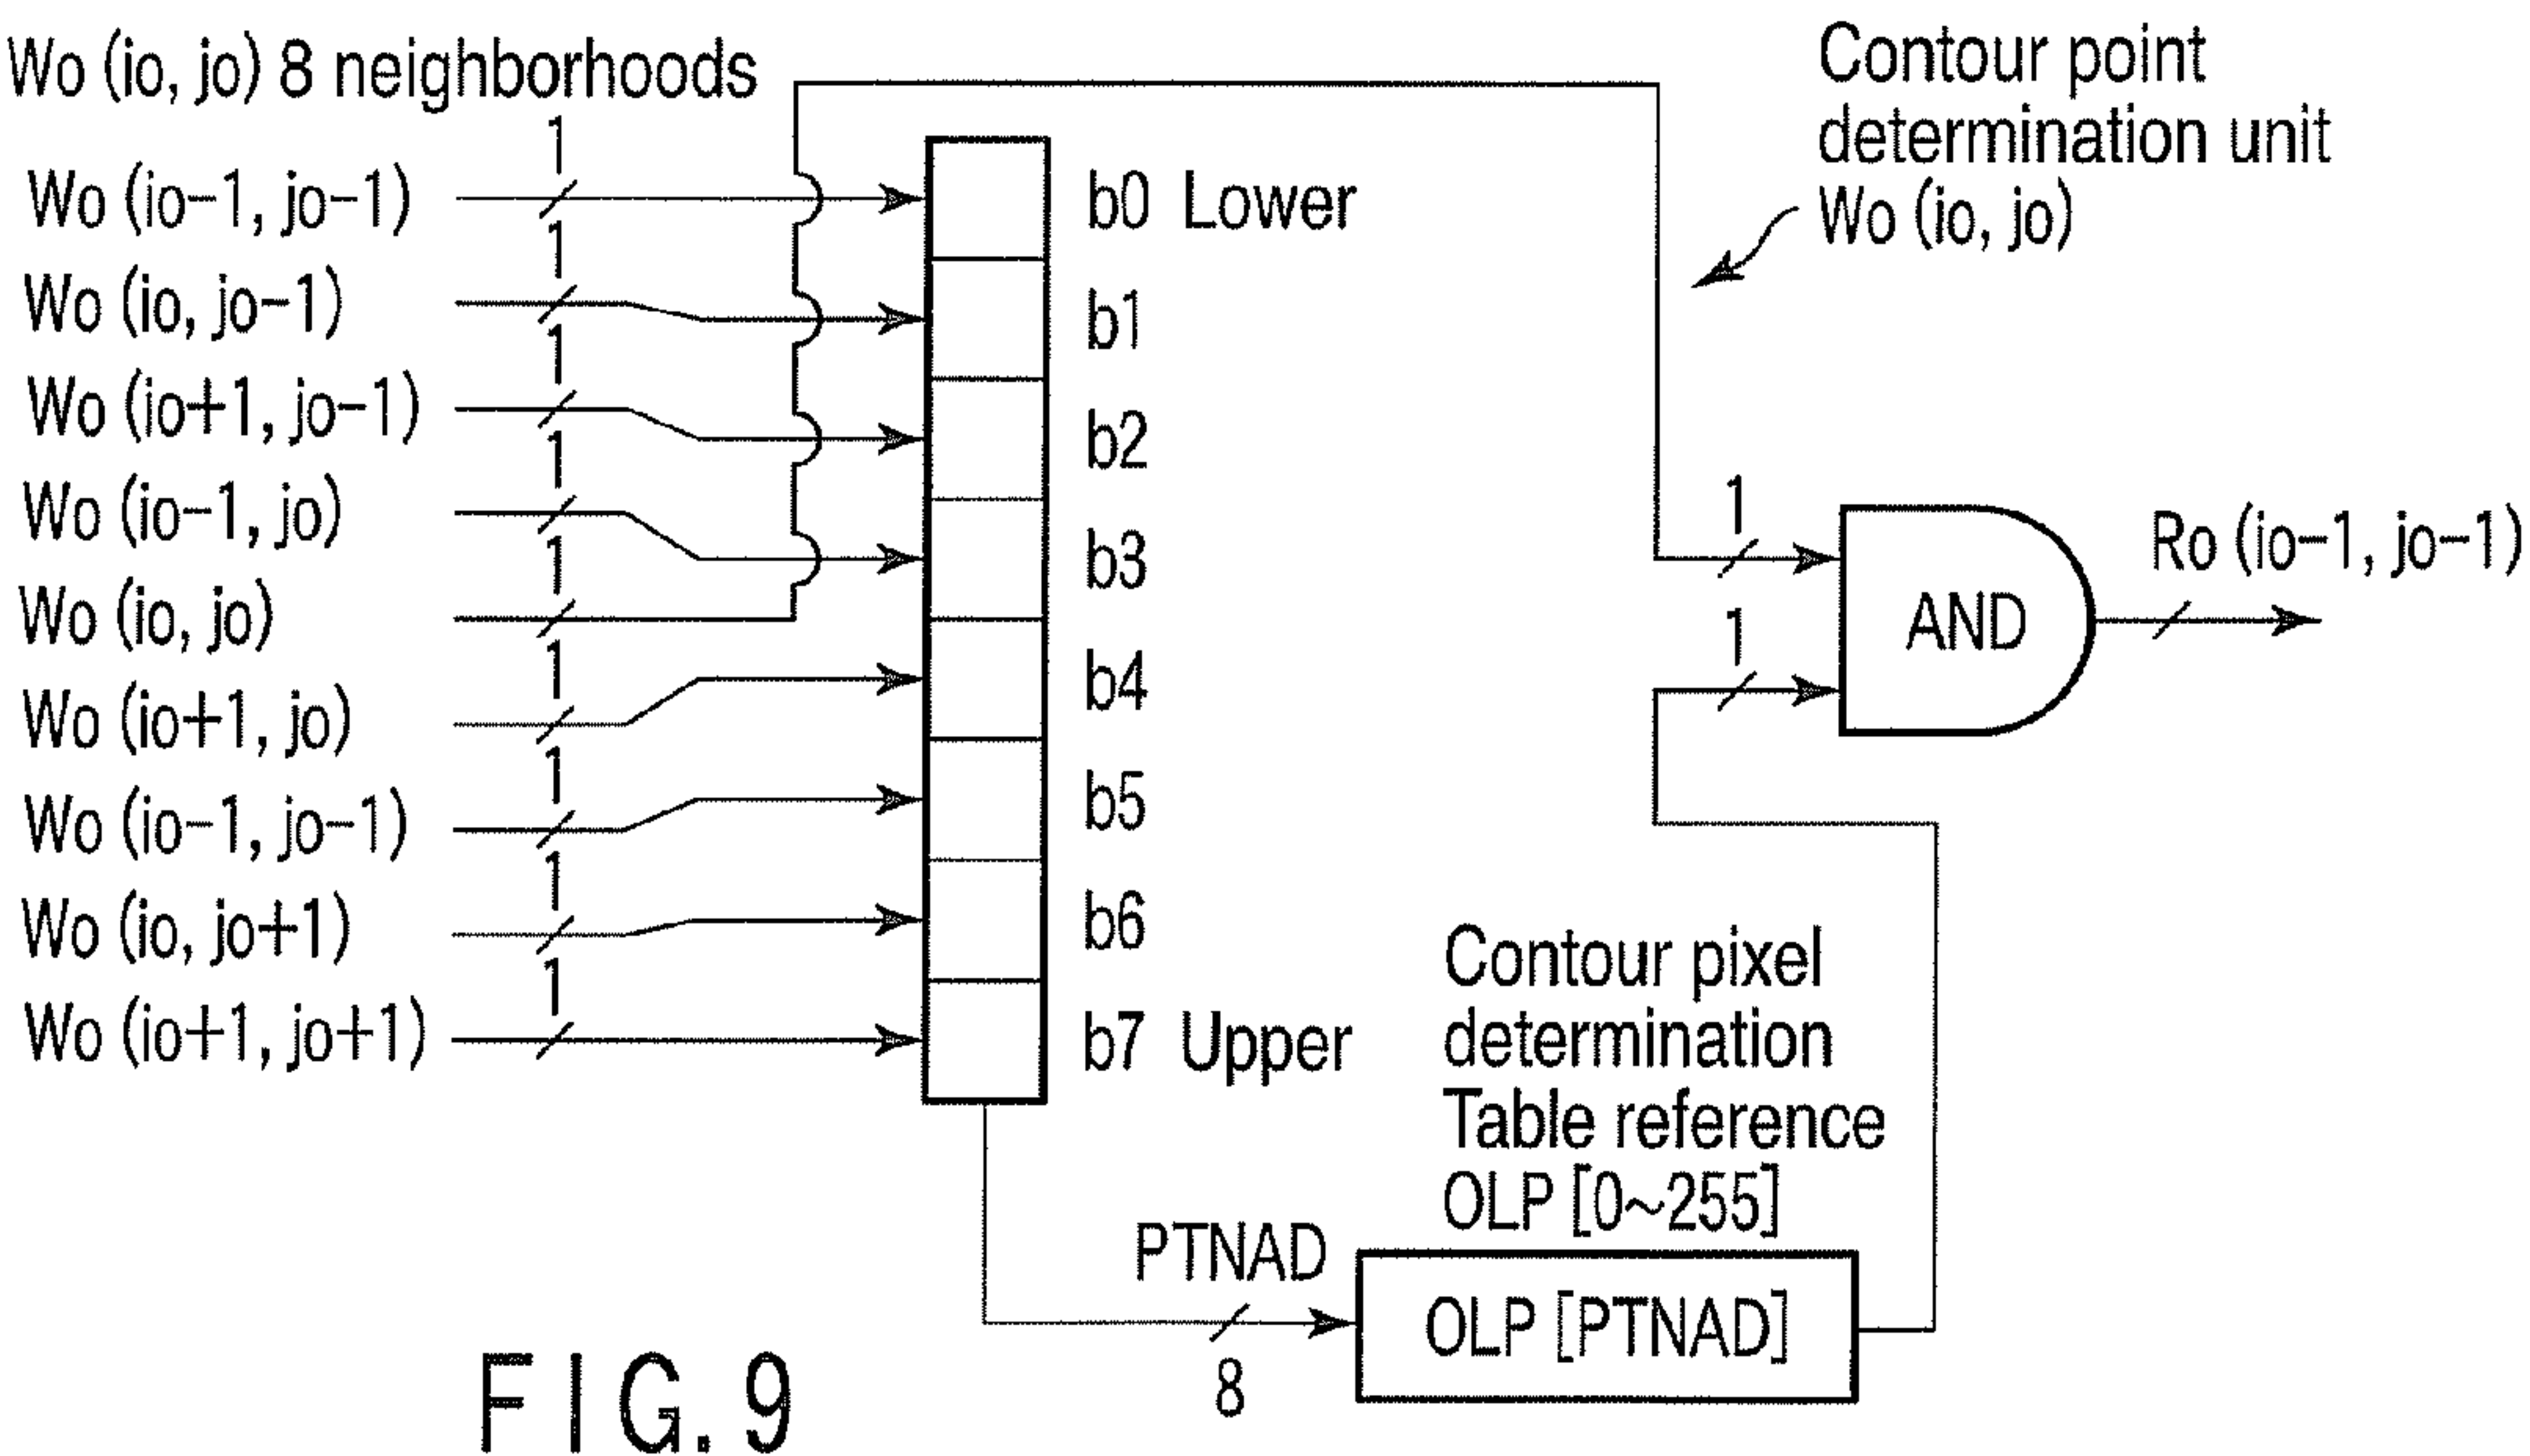 Wo (io, jo) 8 neighborhoods
Wo (io-1, jo-1)
1
b0 Lower
Wo (io, jo-1)
1
b1
Wo (io+1, jo-1)
1
b2
Wo (io-1, jo)
1
b3
Wo (io, jo)
1
Wo (io+1, jo)
1
b4
Wo (io-1, jo-1)
1
b5
Wo (io, jo+1)
1
b6
Wo (io+1, jo+1)
1
b7 Upper
Contour point
determination unit
Wo (io, jo)
1
1
AND
Ro (io-1, jo-1)
Contour pixel
determination
Table reference
OLP [0~255]
PTNAD
8
OLP [PTNAD]
FIG. 9